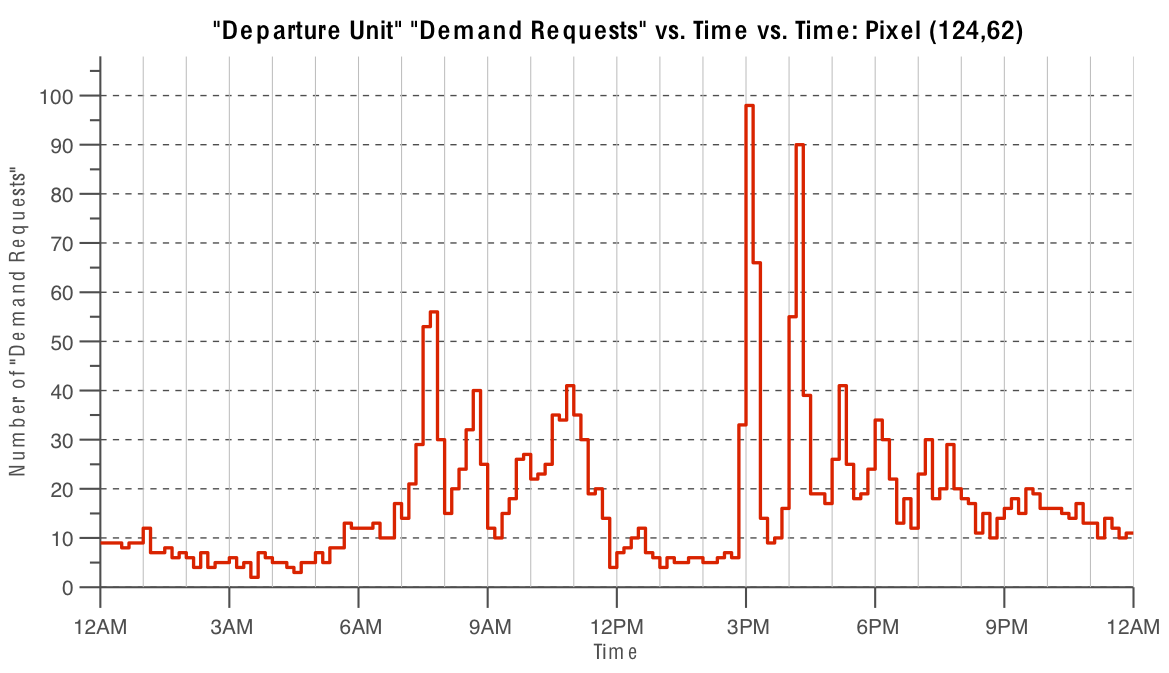 "Departure Unit" "Demand Requests" vs. Time vs. Time: Pixel (124,62)
Number of "Demand Requests"
100
90
80
70
60
50
40
30
20
10
0
12AM 3AM 6AM 9AM 12PM 3PM 6PM 9PM 12AM
Time